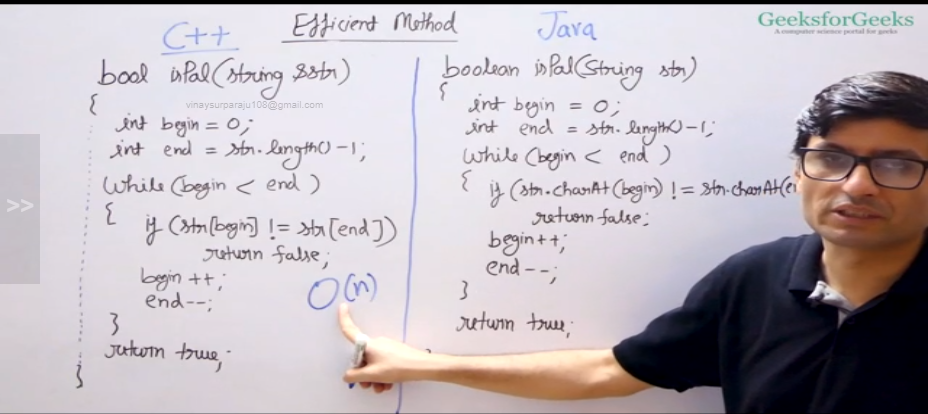 Efficient Method
GeeksforGeeks
A computer science portal for geeks
C++
bool isPal(string &str)
{
vinaysurparaju108@gmail.com
int begin = 0;
int end = str.length()-1;
while (begin < end )
{
if (str[begin] != str[end])
return false;
begin ++;
end--;
}
return true;
}
O(n)
Java
boolean isPal(String str)
{
int begin = 0;
int end = str.length()-1;
while (begin < end )
{
if (str.charAt(begin) != str.charAt(e
return false;
begin++;
end--;
}
return true;
>>